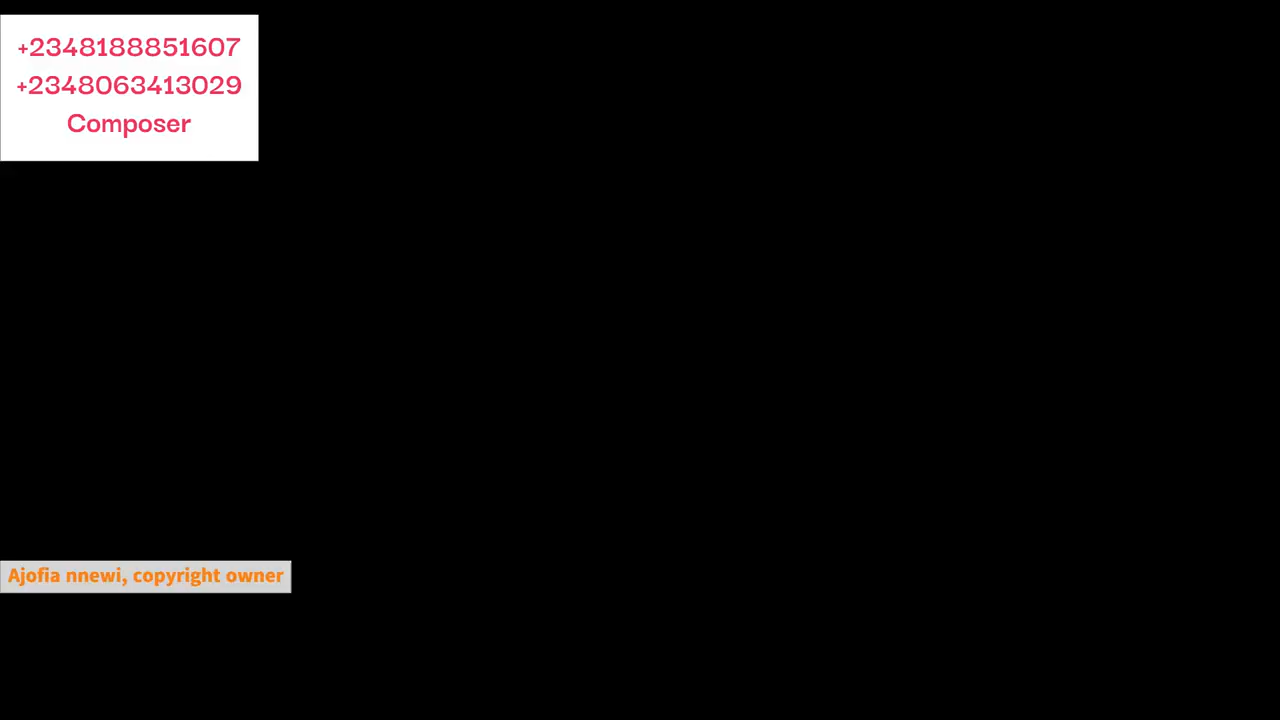 +2348188851607
+2348063413029
Composer
Ajofia nnewi, copyright owner